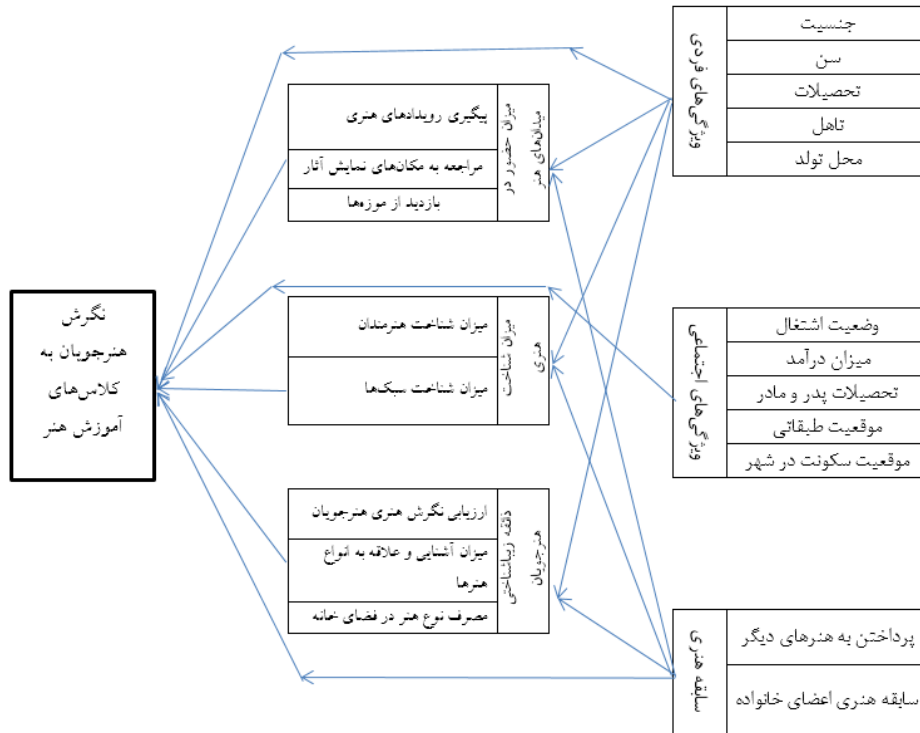 ویژگی‌های فردی
جنسیت
سن
تحصیلات
تاهل
محل تولد
ویژگی‌های اجتماعی
وضعیت اشتغال
میزان درآمد
تحصیلات پدر و مادر
موقعیت طبقاتی
موقعیت سکونت در شهر
سابقه هنری
پرداختن به هنرهای دیگر
سابقه هنری اعضای خانواده
میزان حضور در
میدان‌های هنر
پیگیری رویدادهای هنری
مراجعه به مکان‌های نمایش آثار
بازدید از موزه‌ها
میزان شناخت
هنری
میزان شناخت هنرمندان
میزان شناخت سبک‌ها
ذائقه زیباشناختی
هنرجویان
ارزیابی نگرش هنری هنرجویان
میزان آشنایی و علاقه به انواع
هنرها
مصرف نوع هنر در فضای خانه
نگرش
هنرجویان به
کلاس‌های
آموزش هنر